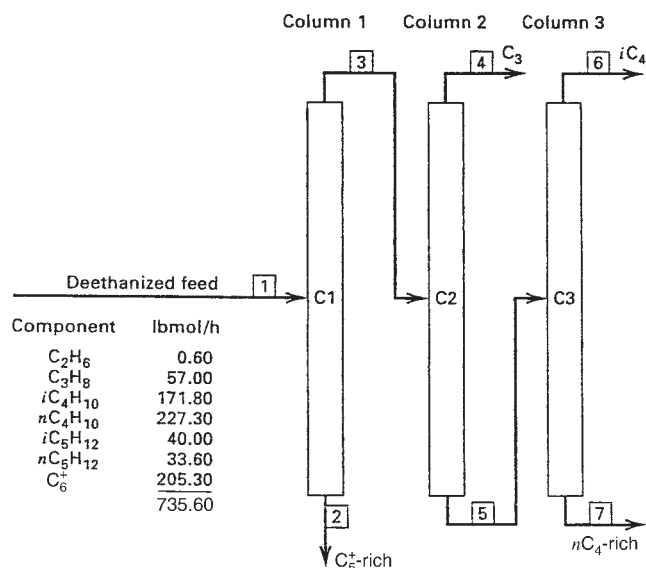 Column 1 Column 2 Column 3
3
4
C₃
6
iC₄
Deethanized feed
1
C1
C2
C3
Component lbmol/h
C₂H₆ 0.60
C₃H₈ 57.00
iC₄H₁₀ 171.80
nC₄H₁₀ 227.30
iC₅H₁₂ 40.00
nC₅H₁₂ 33.60
C₆⁺ 205.30
735.60
2
5
7
C₅⁺-rich
nC₄-rich